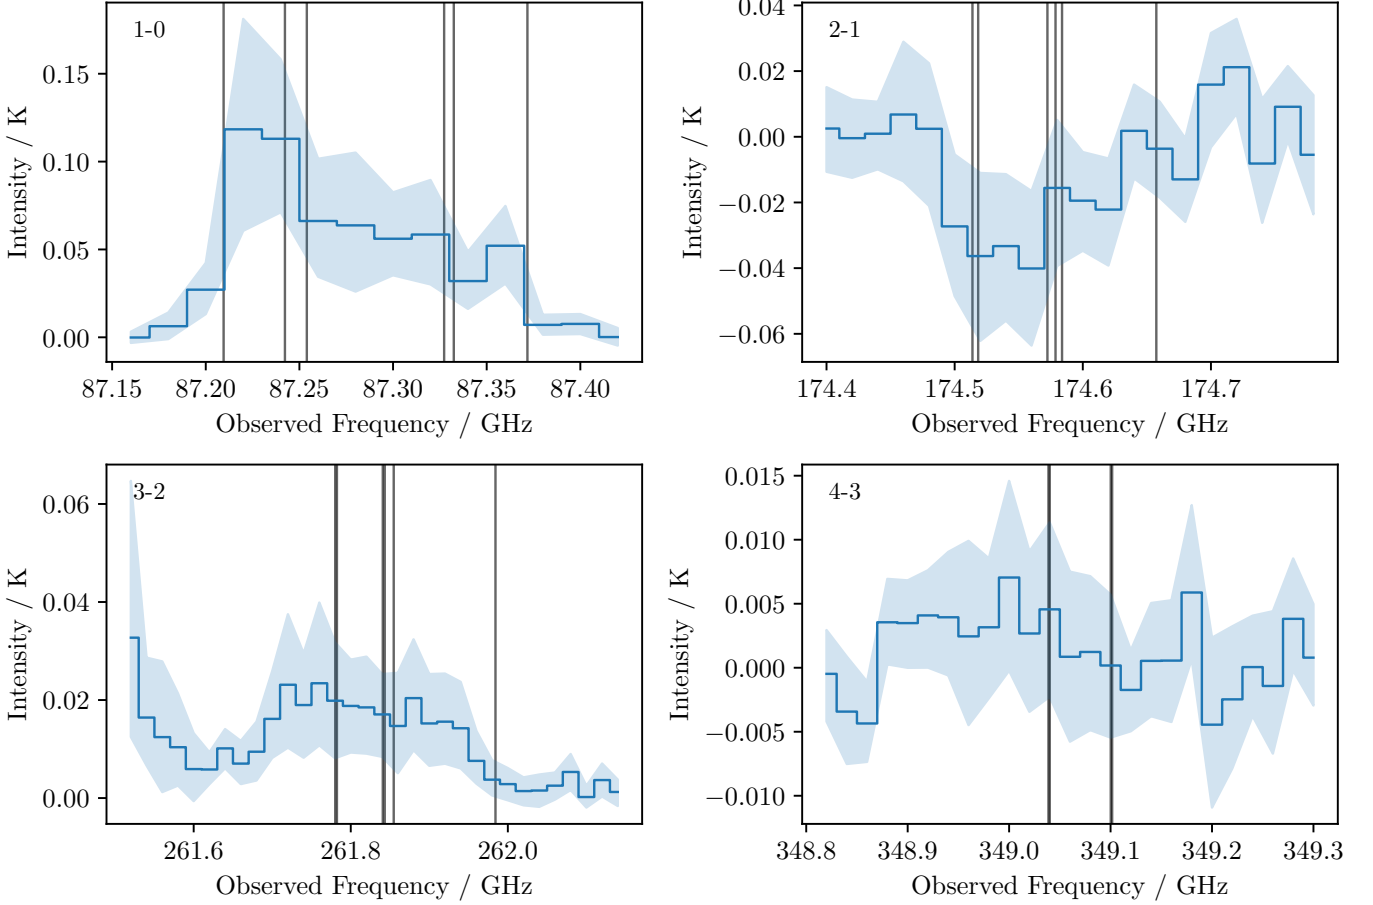 1-0
0.15
0.10
0.05
0.00
Intensity / K
87.15 87.20 87.25 87.30 87.35 87.40
Observed Frequency / GHz
2-1
0.04
0.02
0.00
−0.02
−0.04
−0.06
Intensity / K
174.4 174.5 174.6 174.7
Observed Frequency / GHz
3-2
0.06
0.04
0.02
0.00
Intensity / K
261.6 261.8 262.0
Observed Frequency / GHz
4-3
0.015
0.010
0.005
0.000
−0.005
−0.010
Intensity / K
348.8 348.9 349.0 349.1 349.2 349.3
Observed Frequency / GHz